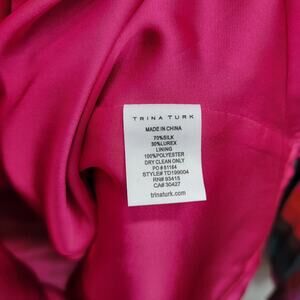 TRINA TURK
MADE IN CHINA
70%SILK
30%LUREX
LINING
100%POLYESTER
DRY CLEAN ONLY
PO # 51164
STYLE# TD199004
RN# 93415
CA# 30427
trinaturk.com